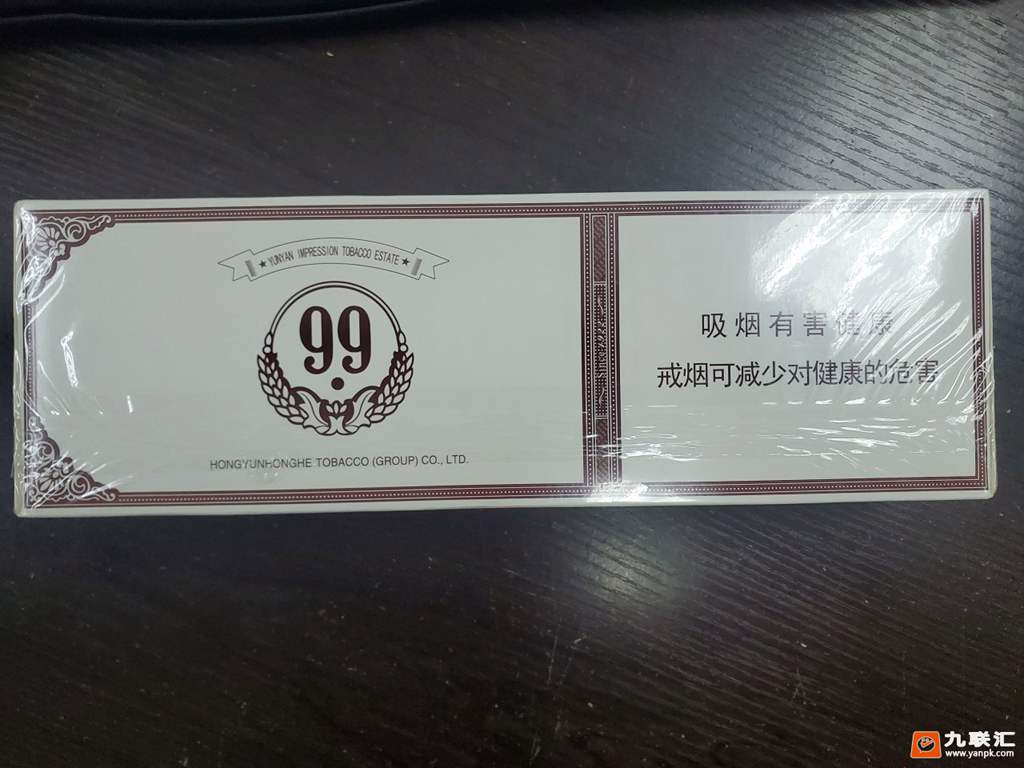 ★YUNYAN IMPRESSION TOBACCO ESTATE★
99
HONGYUNHONGHE TOBACCO (GROUP) CO., LTD.
吸烟有害健康
戒烟可减少对健康的危害
九联汇
www.yanpk.com